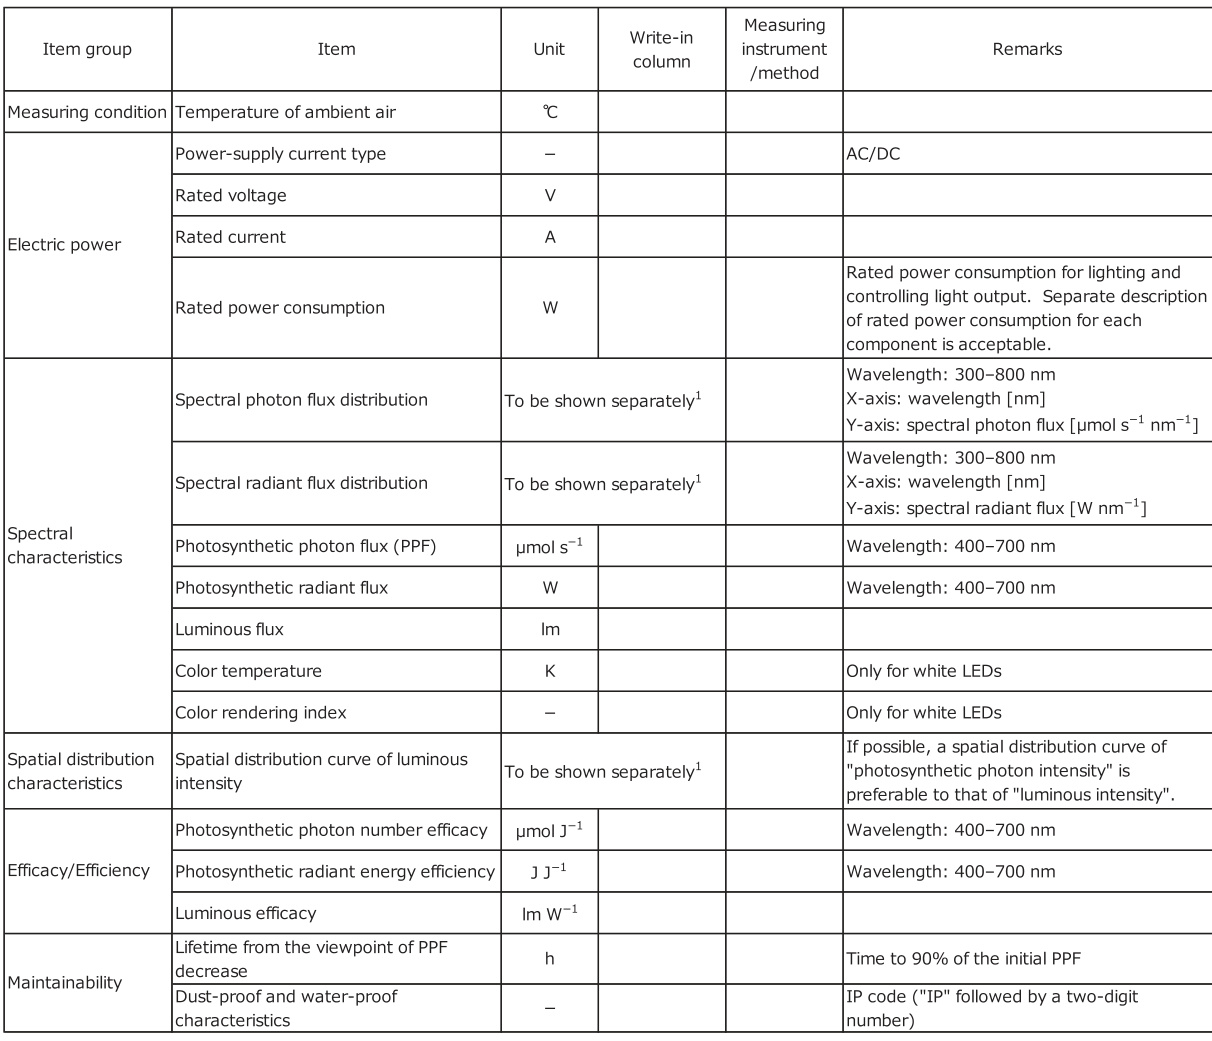 Item group
Item
Unit
Write-in
column
Measuring
instrument
/method
Remarks
Measuring condition
Temperature of ambient air
℃
Electric power
Power-supply current type
–
AC/DC
Rated voltage
V
Rated current
A
Rated power consumption
W
Rated power consumption for lighting and
controlling light output.  Separate description
of rated power consumption for each
component is acceptable.
Spectral
characteristics
Spectral photon flux distribution
To be shown separately¹
Wavelength: 300–800 nm
X-axis: wavelength [nm]
Y-axis: spectral photon flux [μmol s⁻¹ nm⁻¹]
Spectral radiant flux distribution
To be shown separately¹
Wavelength: 300–800 nm
X-axis: wavelength [nm]
Y-axis: spectral radiant flux [W nm⁻¹]
Photosynthetic photon flux (PPF)
μmol s⁻¹
Wavelength: 400–700 nm
Photosynthetic radiant flux
W
Wavelength: 400–700 nm
Luminous flux
lm
Color temperature
K
Only for white LEDs
Color rendering index
–
Only for white LEDs
Spatial distribution
characteristics
Spatial distribution curve of luminous
intensity
To be shown separately¹
If possible, a spatial distribution curve of
"photosynthetic photon intensity" is
preferable to that of "luminous intensity".
Efficacy/Efficiency
Photosynthetic photon number efficacy
μmol J⁻¹
Wavelength: 400–700 nm
Photosynthetic radiant energy efficiency
J J⁻¹
Wavelength: 400–700 nm
Luminous efficacy
lm W⁻¹
Maintainability
Lifetime from the viewpoint of PPF
decrease
h
Time to 90% of the initial PPF
Dust-proof and water-proof
characteristics
–
IP code ("IP" followed by a two-digit
number)